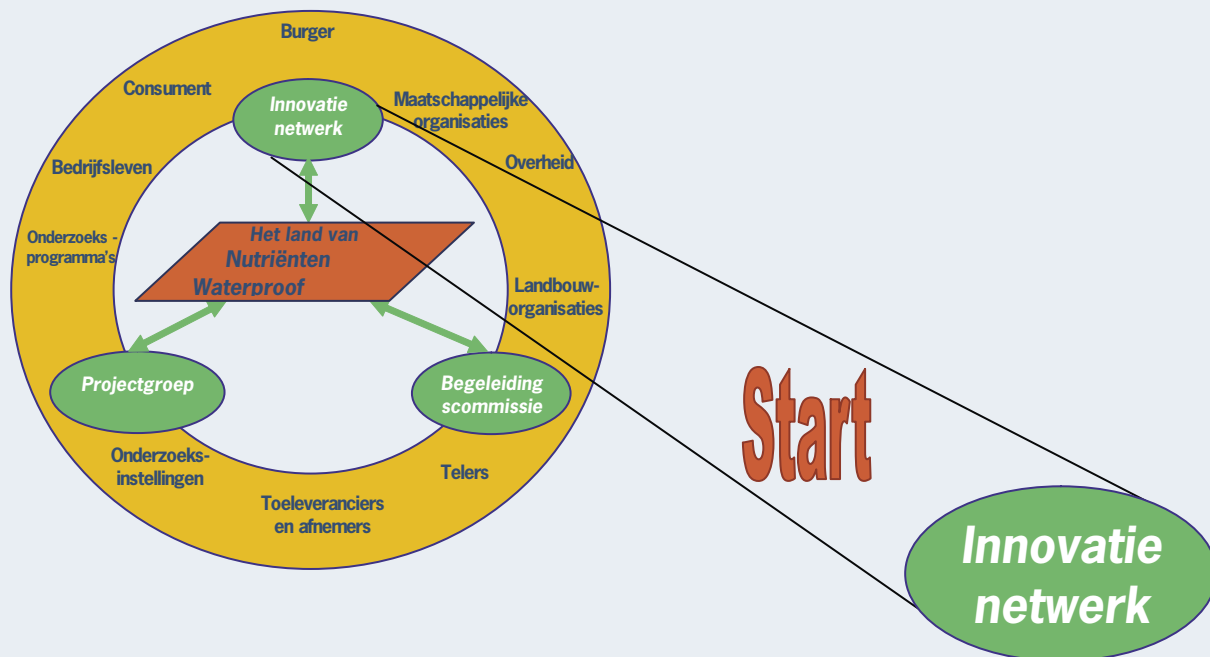 Burger
Consument
Innovatie
netwerk
Maatschappelijke
organisaties
Bedrijfsleven
Overheid
Onderzoeks -
programma's
Het land van
Nutriënten
Waterproof
Landbouw-
organisaties
Projectgroep
Begeleiding
scommissie
Onderzoeks-
instellingen
Telers
Toeleveranciers
en afnemers
Start
Innovatie
netwerk